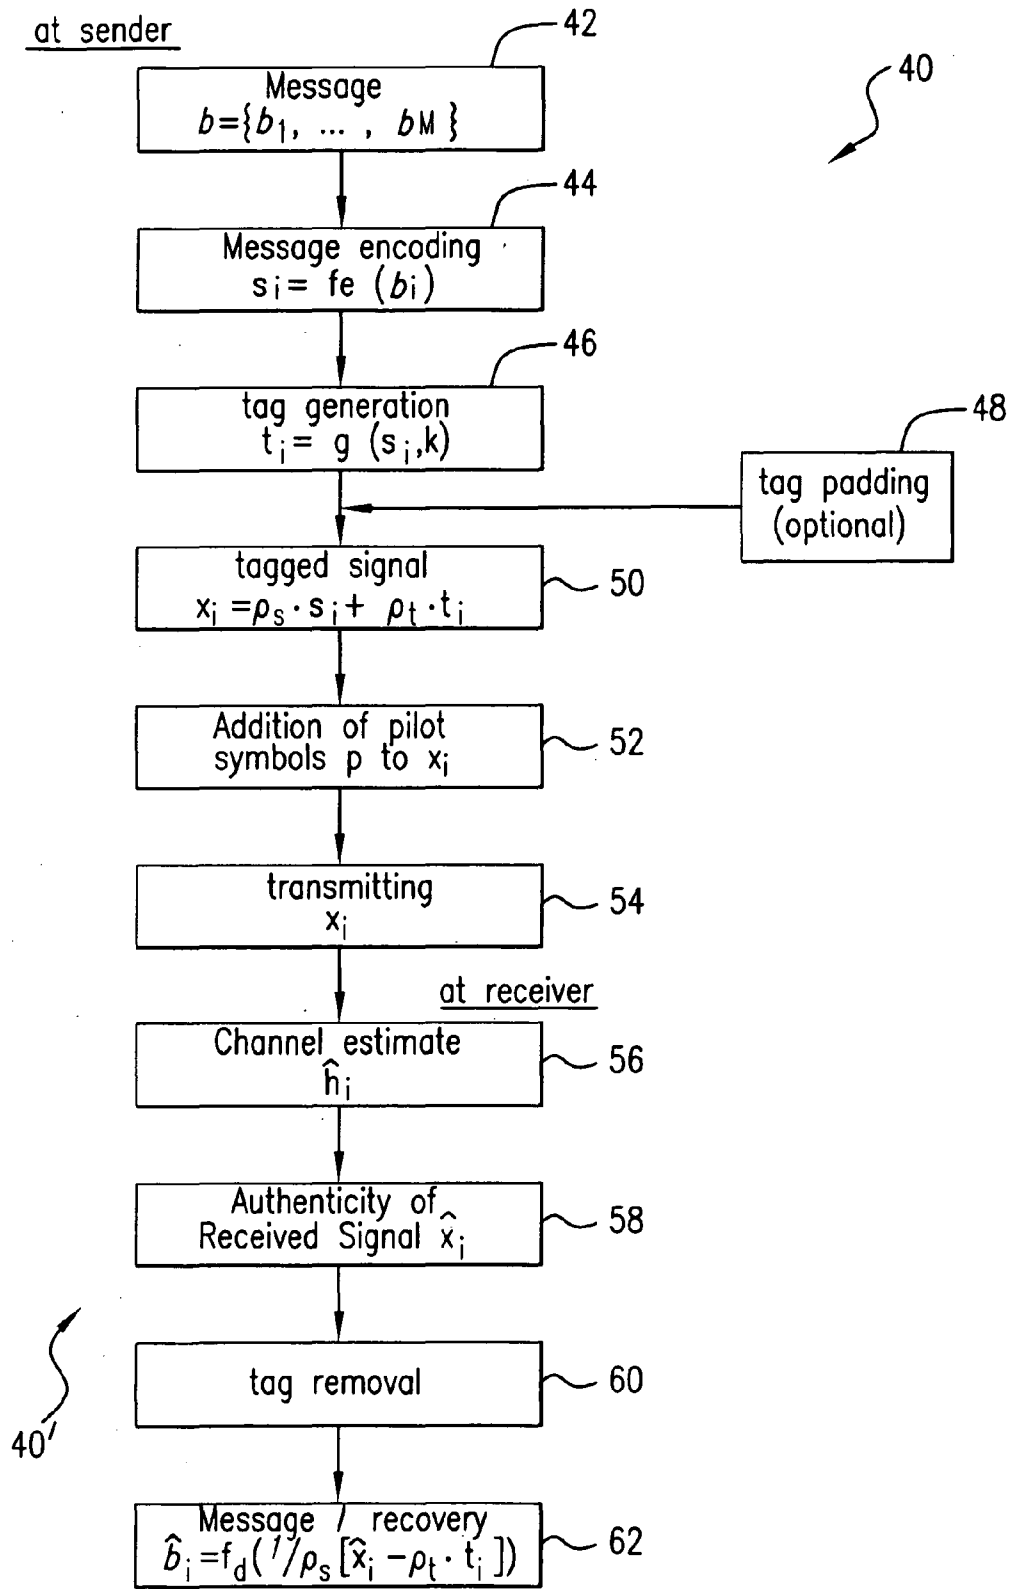 at sender
42
40
Message
b={b1, ... , bM }
44
Message encoding
si= fe (bi)
46
tag generation
ti= g (si,k)
48
tag padding
(optional)
tagged signal
xi =ρs · si+ ρt · ti
50
Addition of pilot
symbols p to xi
52
transmitting
xi
54
at receiver
Channel estimate
ĥi
56
Authenticity of
Received Signal x̂i
58
tag removal
60
40'
Message / recovery
b̂i =fd(1/ρs [x̂i −ρt · ti ])
62